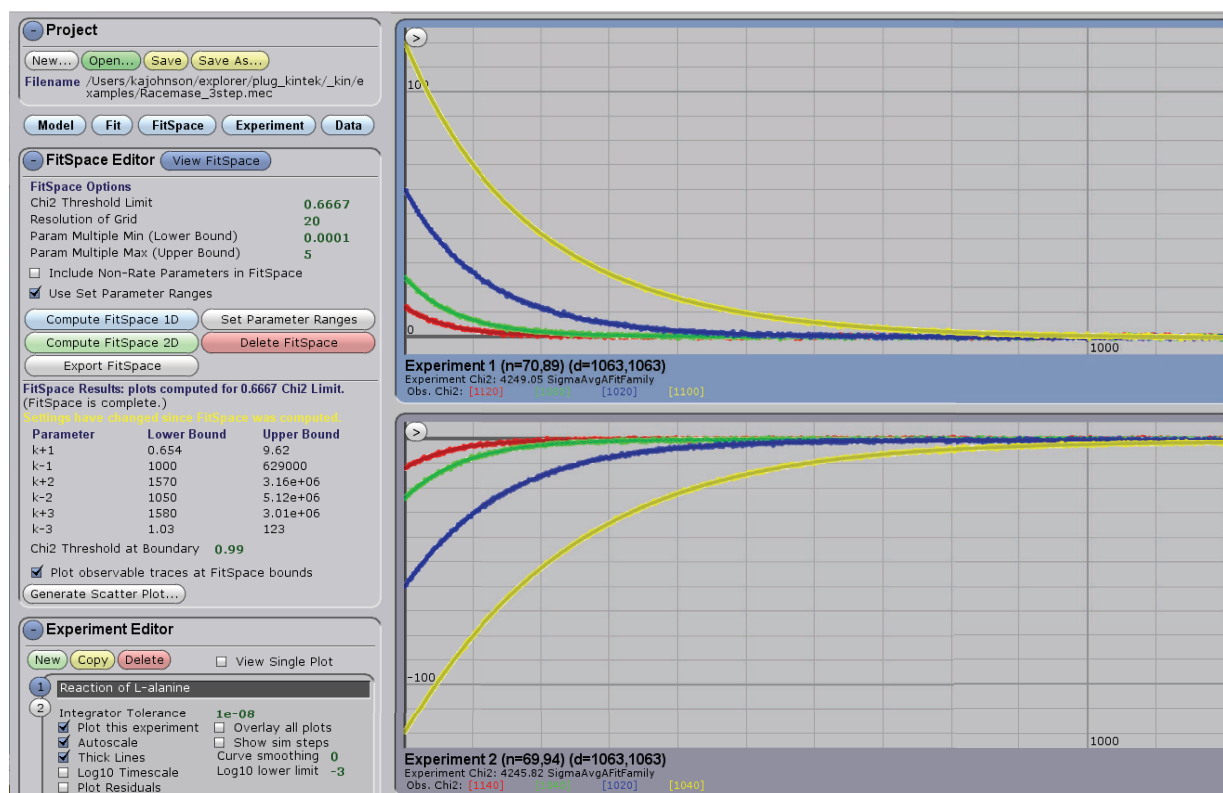 Project
New... Open... Save Save As...
Filename /Users/kajohnson/explorer/plug_kintek/_kin/e
xamples/Racemase_3step.mec
Model Fit FitSpace Experiment Data
FitSpace Editor View FitSpace
FitSpace Options
Chi2 Threshold Limit 0.6667
Resolution of Grid 20
Param Multiple Min (Lower Bound) 0.0001
Param Multiple Max (Upper Bound) 5
Include Non-Rate Parameters in FitSpace
Use Set Parameter Ranges
Compute FitSpace 1D Set Parameter Ranges
Compute FitSpace 2D Delete FitSpace
Export FitSpace
FitSpace Results: plots computed for 0.6667 Chi2 Limit.
(FitSpace is complete.)
Settings have changed since FitSpace was computed.
Parameter Lower Bound Upper Bound
k+1 0.654 9.62
k-1 1000 629000
k+2 1570 3.16e+06
k-2 1050 5.12e+06
k+3 1580 3.01e+06
k-3 1.03 123
Chi2 Threshold at Boundary 0.99
Plot observable traces at FitSpace bounds
Generate Scatter Plot...
Experiment Editor
New Copy Delete View Single Plot
1 Reaction of L-alanine
2
Integrator Tolerance 1e-08
Plot this experiment Overlay all plots
Autoscale Show sim steps
Thick Lines Curve smoothing 0
Log10 Timescale Log10 lower limit -3
Plot Residuals
>
100
0
1000
Experiment 1 (n=70,89) (d=1063,1063)
Experiment Chi2: 4249.05 SigmaAvgAFitFamily
Obs. Chi2: [1120] [1020] [1100]
>
-100
1000
Experiment 2 (n=69,94) (d=1063,1063)
Experiment Chi2: 4245.82 SigmaAvgAFitFamily
Obs. Chi2: [1140] [1020] [1040]